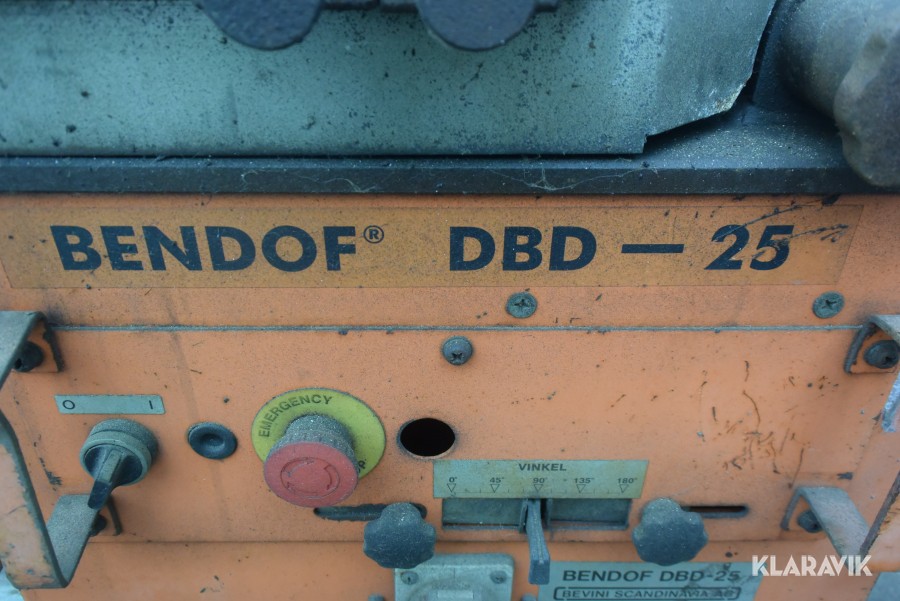 BENDOF® DBD — 25
O I
EMERGENCY
VINKEL
0° 45° 90° 135° 180°
BENDOF DBD-25
BEVINI SCANDINAVIA AB
KLARAVIK